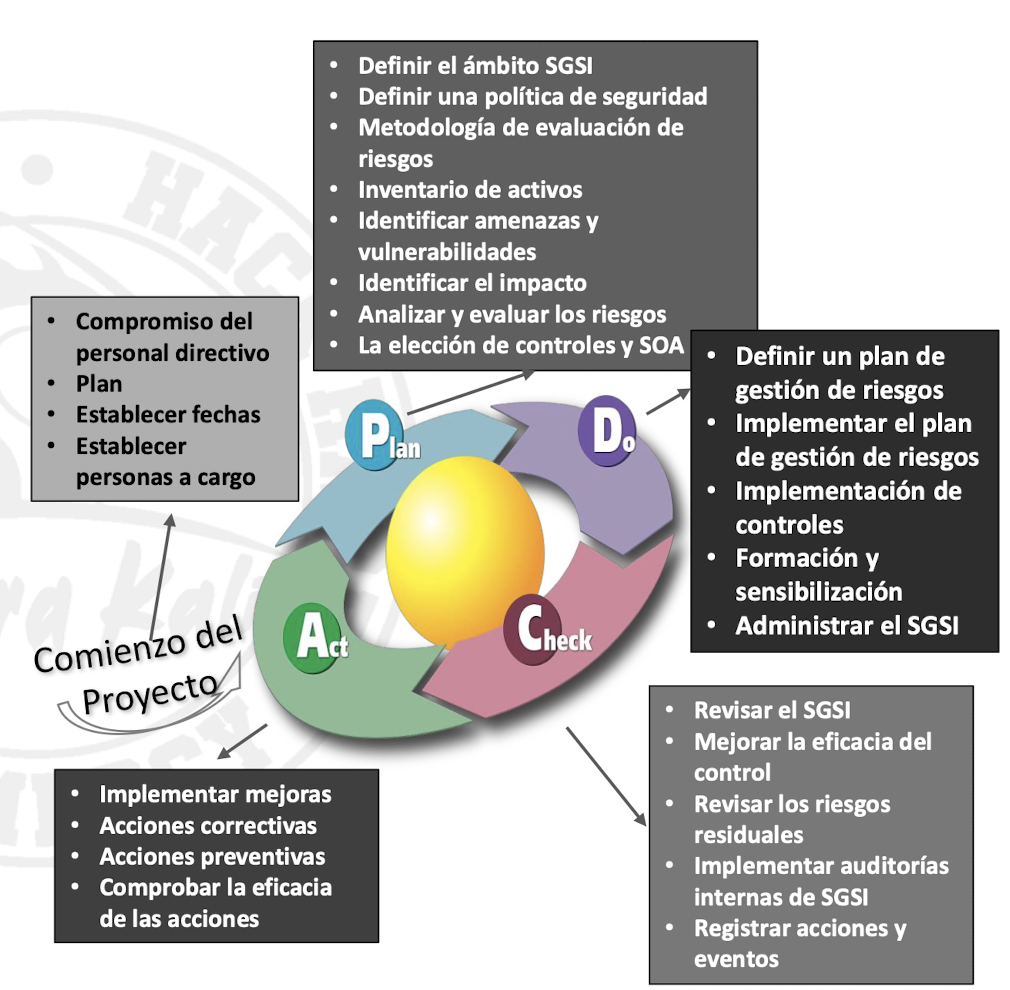 • Definir el ámbito SGSI
• Definir una política de seguridad
• Metodología de evaluación de
riesgos
• Inventario de activos
• Identificar amenazas y
vulnerabilidades
• Identificar el impacto
• Analizar y evaluar los riesgos
• La elección de controles y SOA
• Compromiso del
personal directivo
• Plan
• Establecer fechas
• Establecer
personas a cargo
• Definir un plan de
gestión de riesgos
• Implementar el plan
de gestión de riesgos
• Implementación de
controles
• Formación y
sensibilización
• Administrar el SGSI
Plan
Do
Act
Check
Comienzo del
Proyecto
• Revisar el SGSI
• Mejorar la eficacia del
control
• Revisar los riesgos
residuales
• Implementar auditorías
internas de SGSI
• Registrar acciones y
eventos
• Implementar mejoras
• Acciones correctivas
• Acciones preventivas
• Comprobar la eficacia
de las acciones